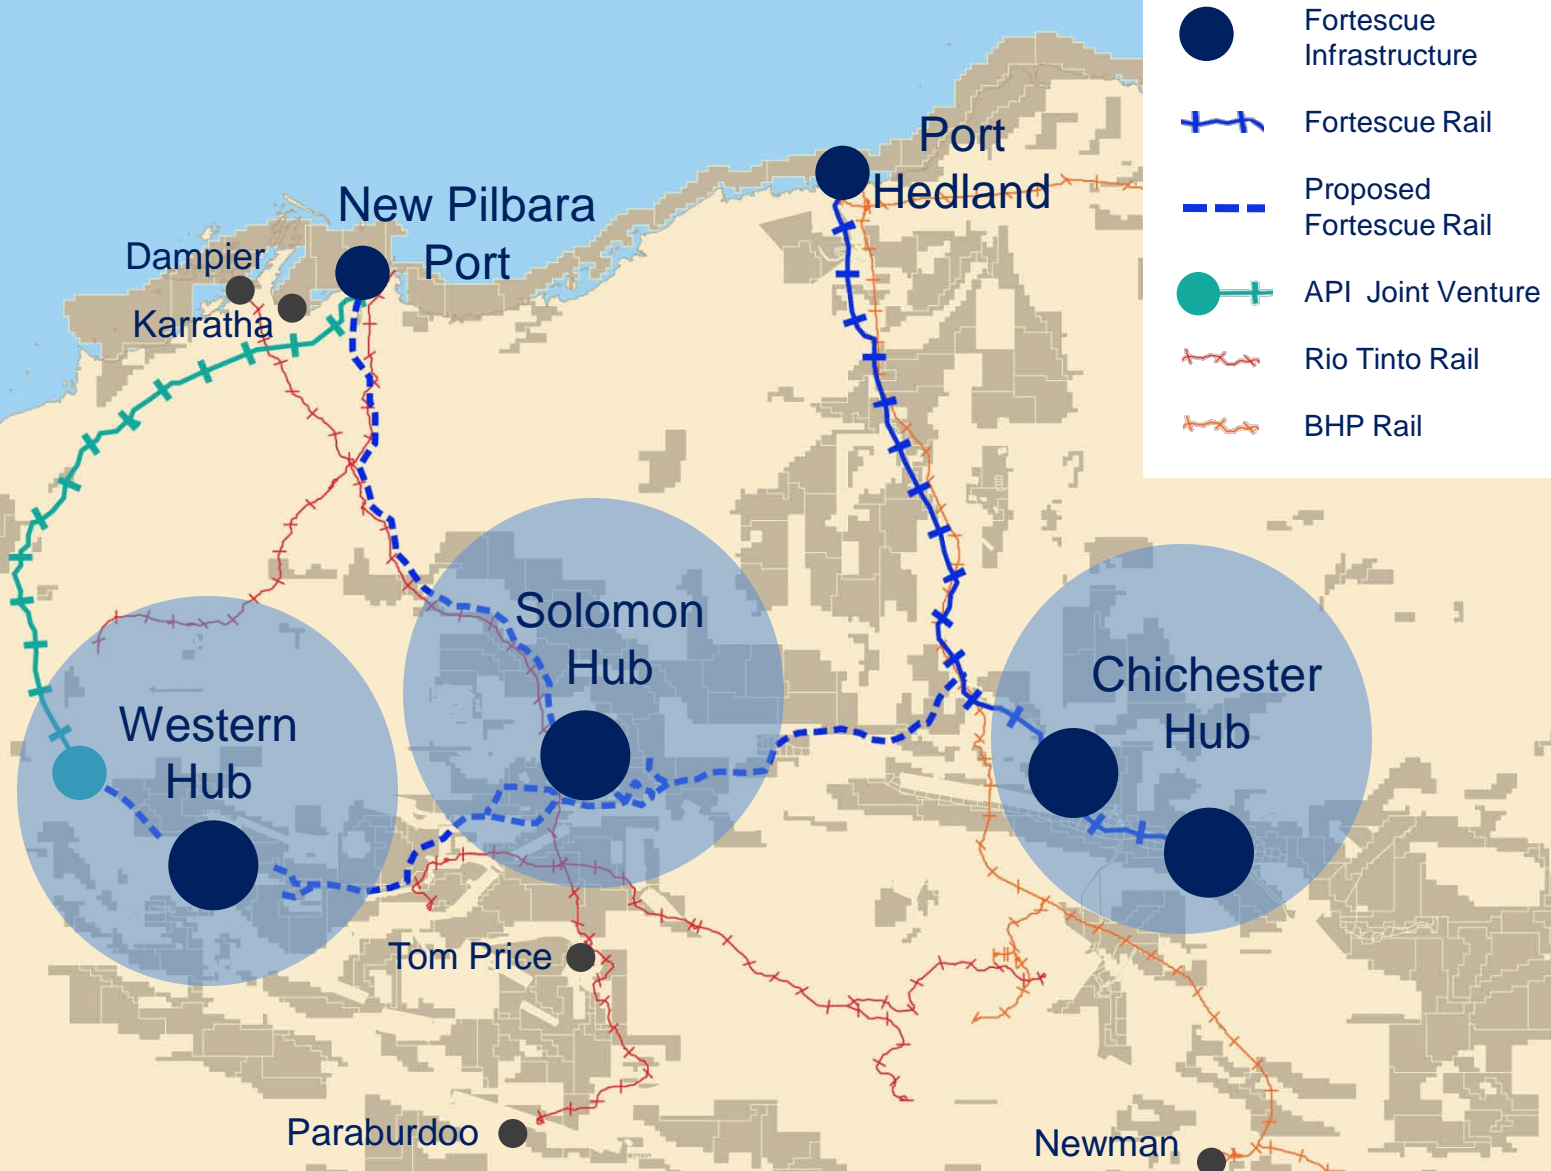 Fortescue
Infrastructure
Fortescue Rail
Proposed
Fortescue Rail
API Joint Venture
Rio Tinto Rail
BHP Rail
Port
Hedland
New Pilbara
Port
Dampier
Karratha
Solomon
Hub
Chichester
Hub
Western
Hub
Tom Price
Paraburdoo
Newman